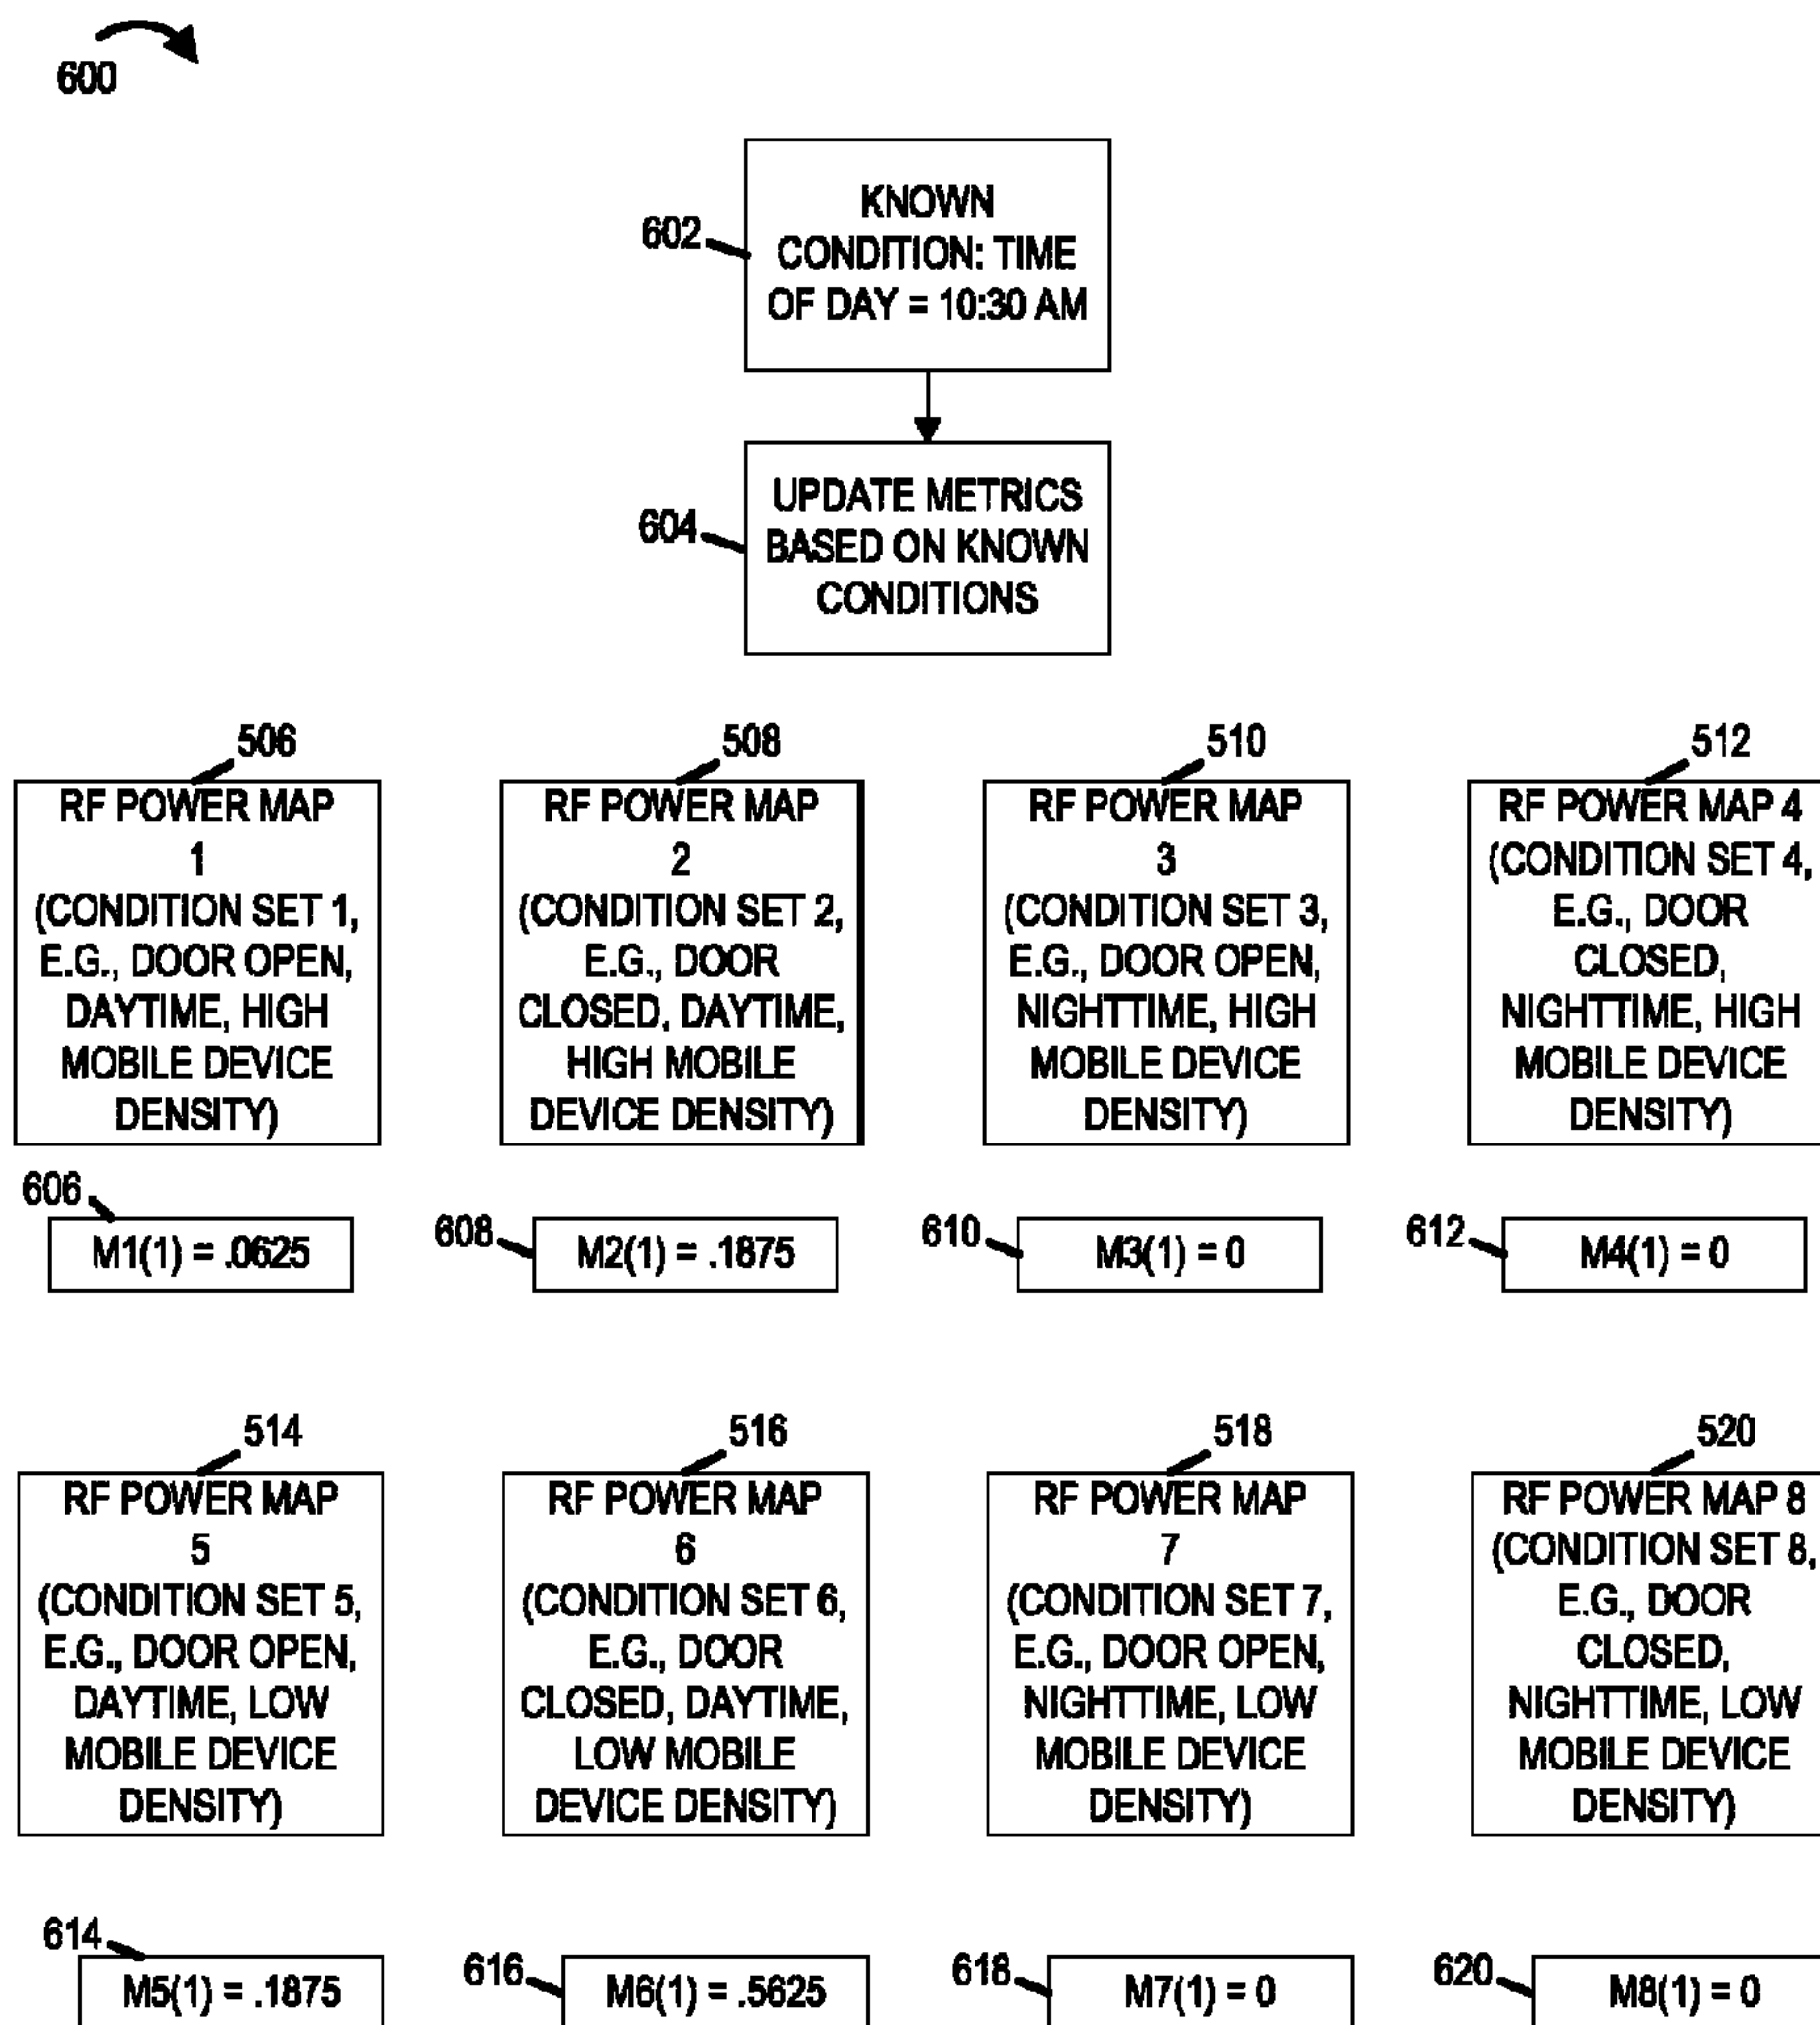 600
602
KNOWN
CONDITION: TIME
OF DAY = 10:30 AM
604
UPDATE METRICS
BASED ON KNOWN
CONDITIONS
506
RF POWER MAP
1
(CONDITION SET 1,
E.G., DOOR OPEN,
DAYTIME, HIGH
MOBILE DEVICE
DENSITY)
508
RF POWER MAP
2
(CONDITION SET 2,
E.G., DOOR
CLOSED, DAYTIME,
HIGH MOBILE
DEVICE DENSITY)
510
RF POWER MAP
3
(CONDITION SET 3,
E.G., DOOR OPEN,
NIGHTTIME, HIGH
MOBILE DEVICE
DENSITY)
512
RF POWER MAP 4
(CONDITION SET 4,
E.G., DOOR
CLOSED,
NIGHTTIME, HIGH
MOBILE DEVICE
DENSITY)
606
M1(1) = .0625
608
M2(1) = .1875
610
M3(1) = 0
612
M4(1) = 0
514
RF POWER MAP
5
(CONDITION SET 5,
E.G., DOOR OPEN,
DAYTIME, LOW
MOBILE DEVICE
DENSITY)
516
RF POWER MAP
6
(CONDITION SET 6,
E.G., DOOR
CLOSED, DAYTIME,
LOW MOBILE
DEVICE DENSITY)
518
RF POWER MAP
7
(CONDITION SET 7,
E.G., DOOR OPEN,
NIGHTTIME, LOW
MOBILE DEVICE
DENSITY)
520
RF POWER MAP 8
(CONDITION SET 8,
E.G., DOOR
CLOSED,
NIGHTTIME, LOW
MOBILE DEVICE
DENSITY)
614
M5(1) = .1875
616
M6(1) = .5625
618
M7(1) = 0
620
M8(1) = 0